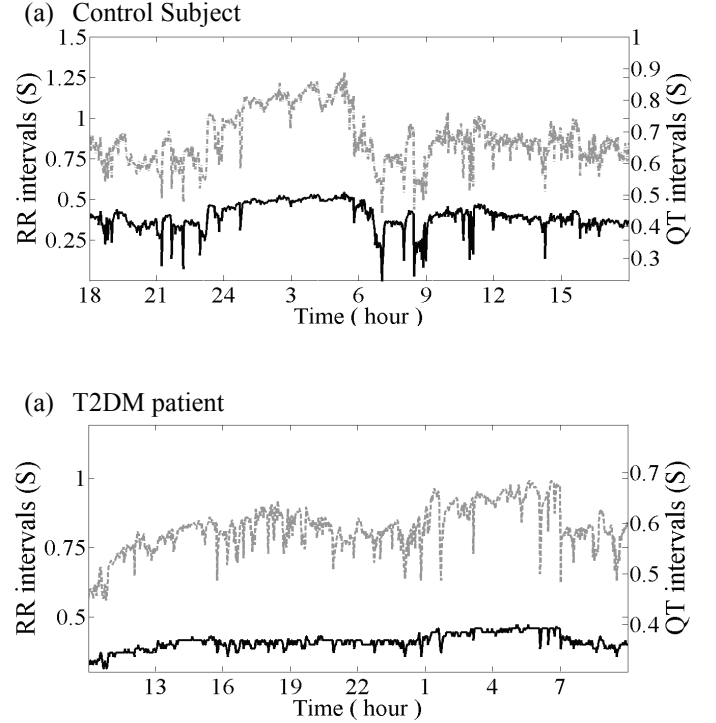 (a) Control Subject
1.5
1.25
1
0.75
0.5
0.25
RR intervals (S)
1
0.9
0.8
0.7
0.6
0.5
0.4
0.3
QT intervals (S)
18 21 24 3 6 9 12 15
Time ( hour )
(a) T2DM patient
1
0.75
0.5
RR intervals (S)
0.7
0.6
0.5
0.4
QT intervals (S)
13 16 19 22 1 4 7
Time ( hour )